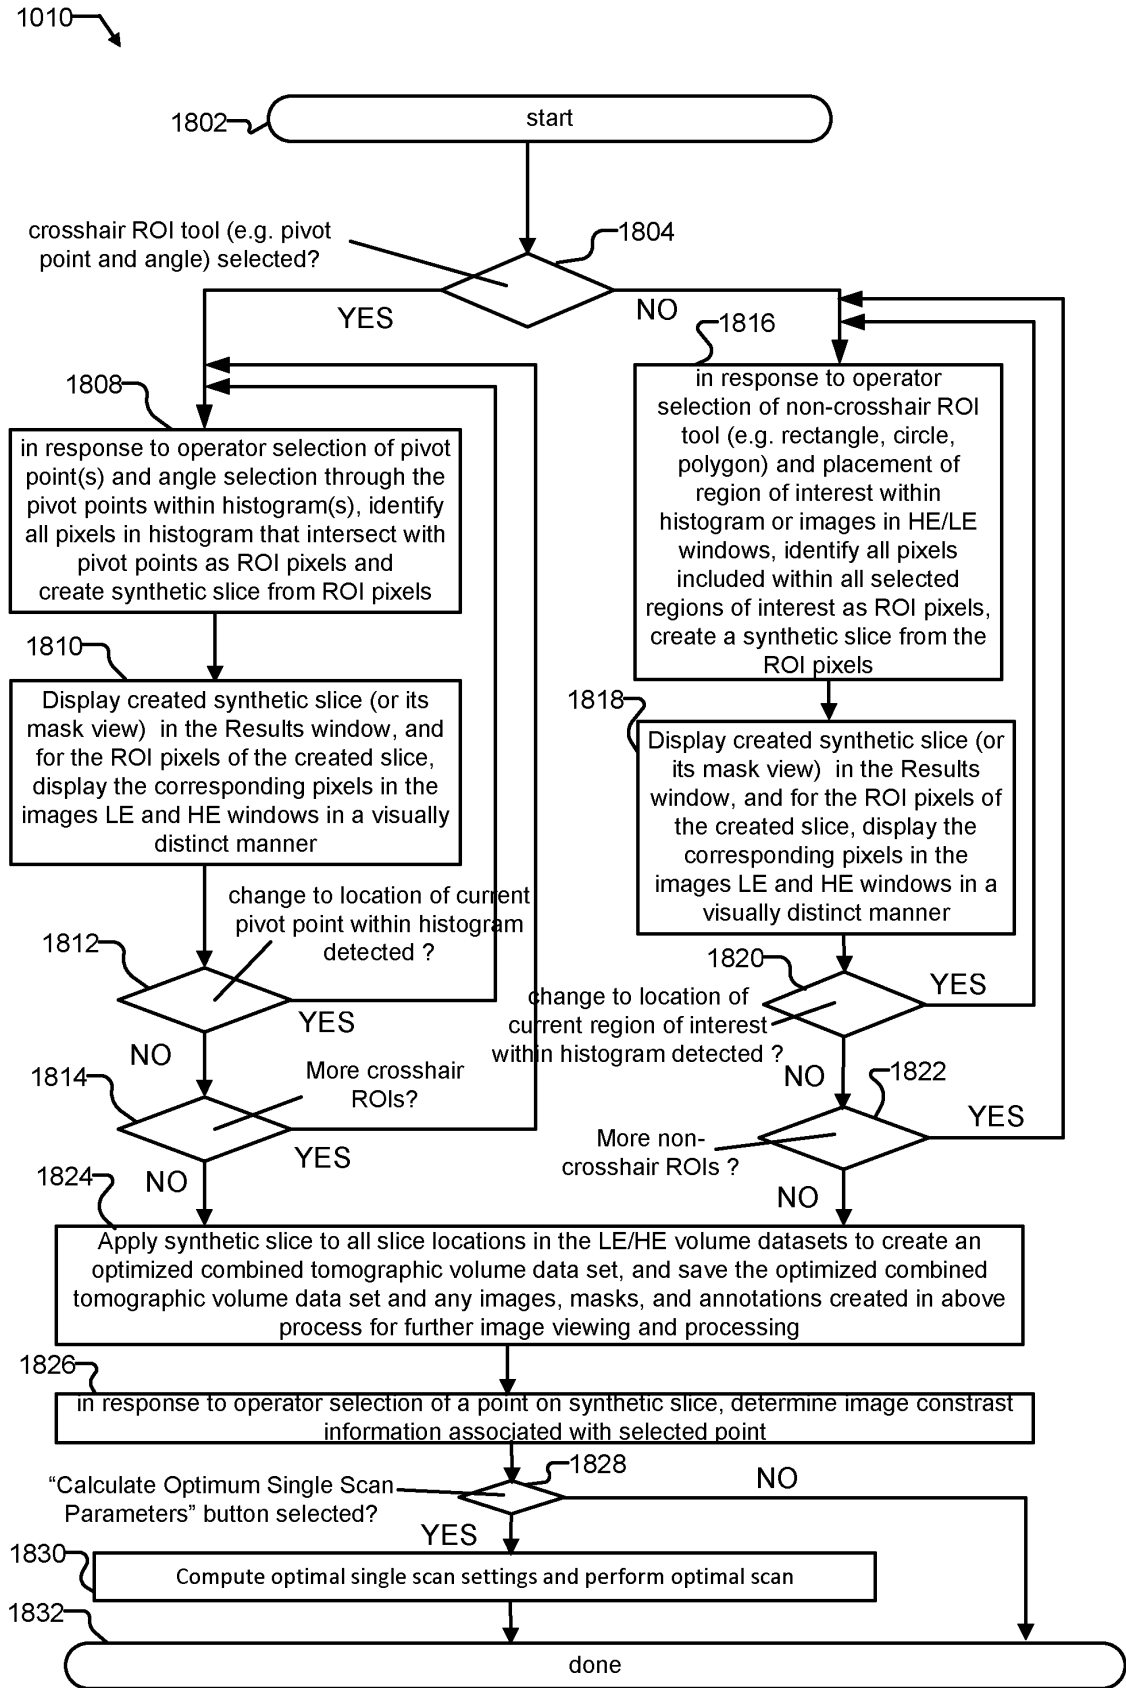 1010
1802
start
crosshair ROI tool (e.g. pivot
point and angle) selected?
1804
YES
NO
1808
in response to operator selection of pivot
point(s) and angle selection through the
pivot points within histogram(s), identify
all pixels in histogram that intersect with
pivot points as ROI pixels and
create synthetic slice from ROI pixels
1810
Display created synthetic slice (or its
mask view) in the Results window, and
for the ROI pixels of the created slice,
display the corresponding pixels in the
images LE and HE windows in a visually
distinct manner
change to location of current
pivot point within histogram
detected ?
1812
YES
NO
1814
More crosshair
ROIs?
YES
NO
1816
in response to operator
selection of non-crosshair ROI
tool (e.g. rectangle, circle,
polygon) and placement of
region of interest within
histogram or images in HE/LE
windows, identify all pixels
included within all selected
regions of interest as ROI pixels,
create a synthetic slice from the
ROI pixels
1818
Display created synthetic slice (or
its mask view) in the Results
window, and for the ROI pixels of
the created slice, display the
corresponding pixels in the
images LE and HE windows in a
visually distinct manner
1820
YES
change to location of
current region of interest
within histogram detected ?
NO
1822
YES
More non-
crosshair ROIs ?
NO
1824
Apply synthetic slice to all slice locations in the LE/HE volume datasets to create an
optimized combined tomographic volume data set, and save the optimized combined
tomographic volume data set and any images, masks, and annotations created in above
process for further image viewing and processing
1826
in response to operator selection of a point on synthetic slice, determine image constrast
information associated with selected point
1828
“Calculate Optimum Single Scan
Parameters” button selected?
NO
YES
1830
Compute optimal single scan settings and perform optimal scan
1832
done